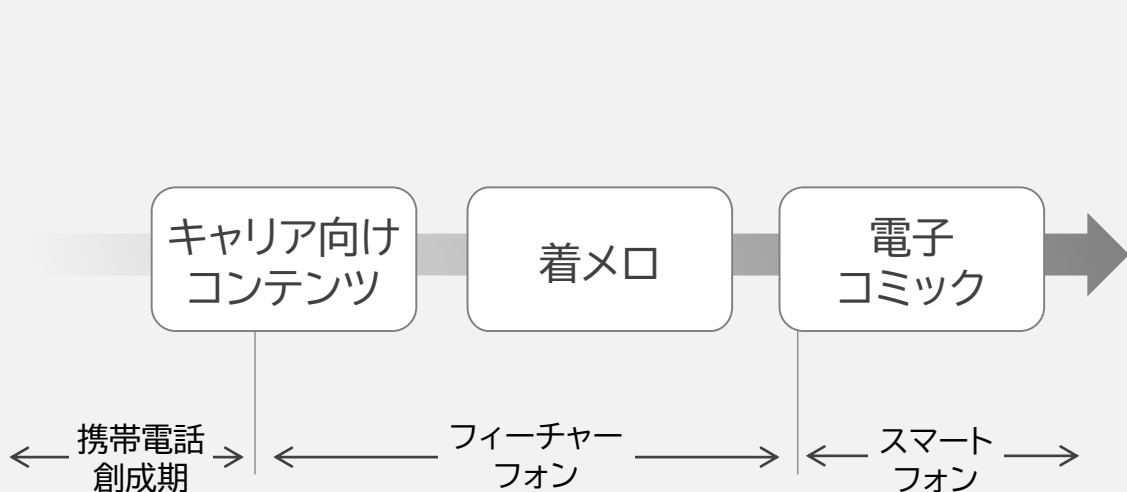 キャリア向け
コンテンツ
着メロ
電子
コミック
携帯電話
創成期
フィーチャー
フォン
スマート
フォン